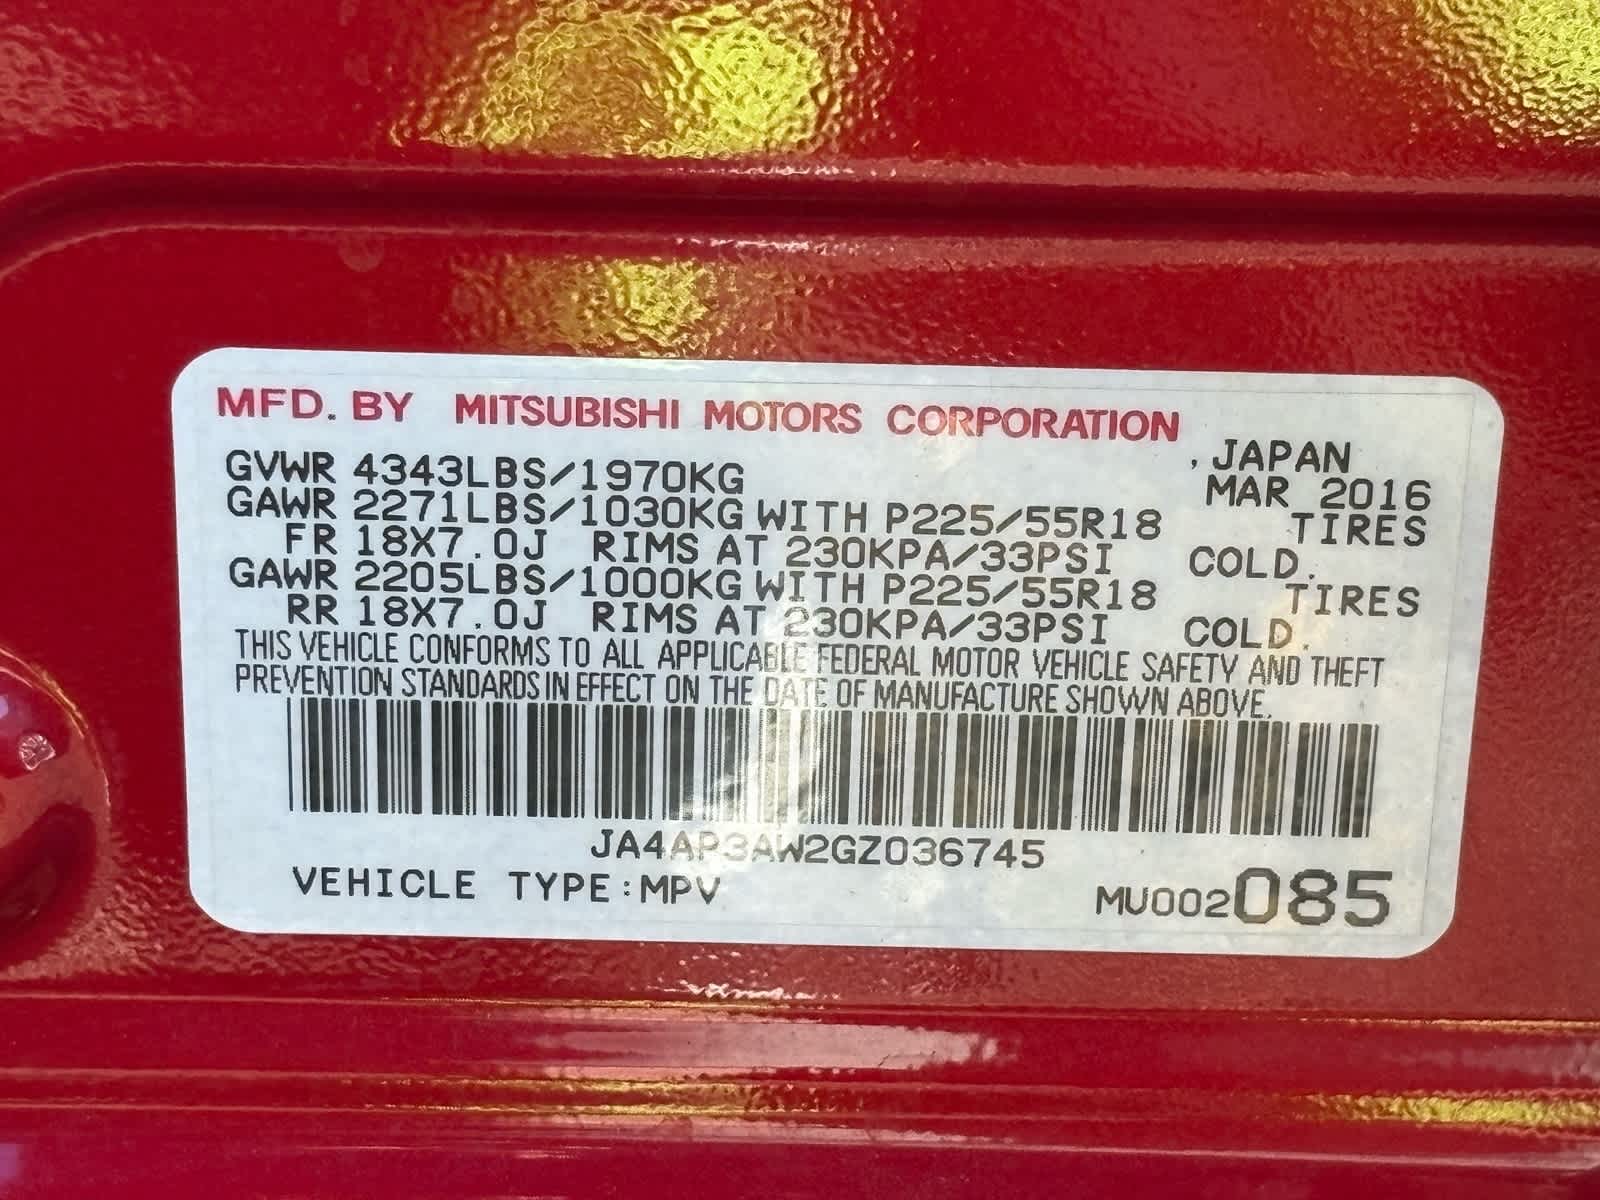 MFD. BY MITSUBISHI MOTORS CORPORATION
, JAPAN
GVWR 4343LBS/1970KG MAR 2016
GAWR 2271LBS/1030KG WITH P225/55R18 TIRES
FR 18X7.0J RIMS AT 230KPA/33PSI COLD.
GAWR 2205LBS/1000KG WITH P225/55R18 TIRES
RR 18X7.0J RIMS AT 230KPA/33PSI COLD.
THIS VEHICLE CONFORMS TO ALL APPLICABLE FEDERAL MOTOR VEHICLE SAFETY AND THEFT
PREVENTION STANDARDS IN EFFECT ON THE DATE OF MANUFACTURE SHOWN ABOVE.
JA4AP3AW2GZ036745
VEHICLE TYPE:MPV MU002085